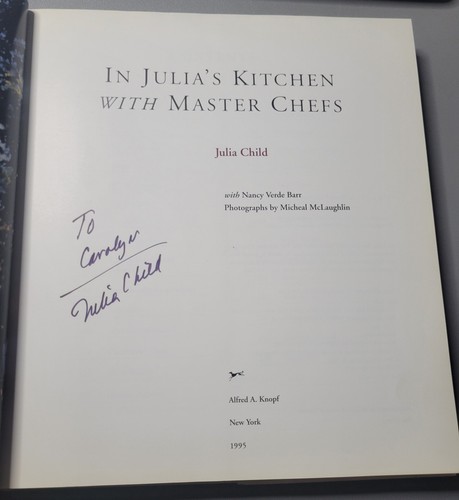 IN JULIA'S KITCHEN
WITH MASTER CHEFS
Julia Child
with Nancy Verde Barr
Photographs by Micheal McLaughlin
To
Carolyn
Julia Child
Alfred A. Knopf
New York
1995